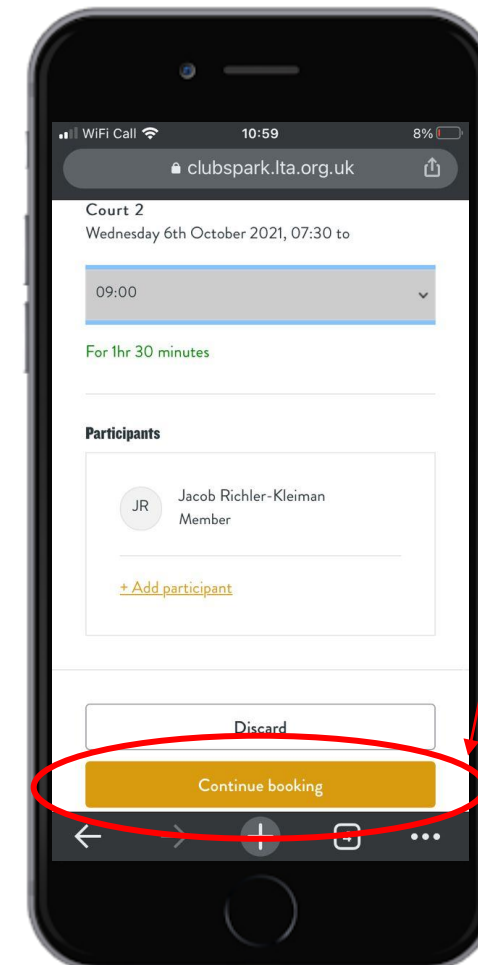 WiFi Call 10:59 8%
clubspark.lta.org.uk
Court 2
Wednesday 6th October 2021, 07:30 to
09:00
For 1hr 30 minutes
Participants
JR Jacob Richler-Kleiman
Member
+ Add participant
Discard
Continue booking
4